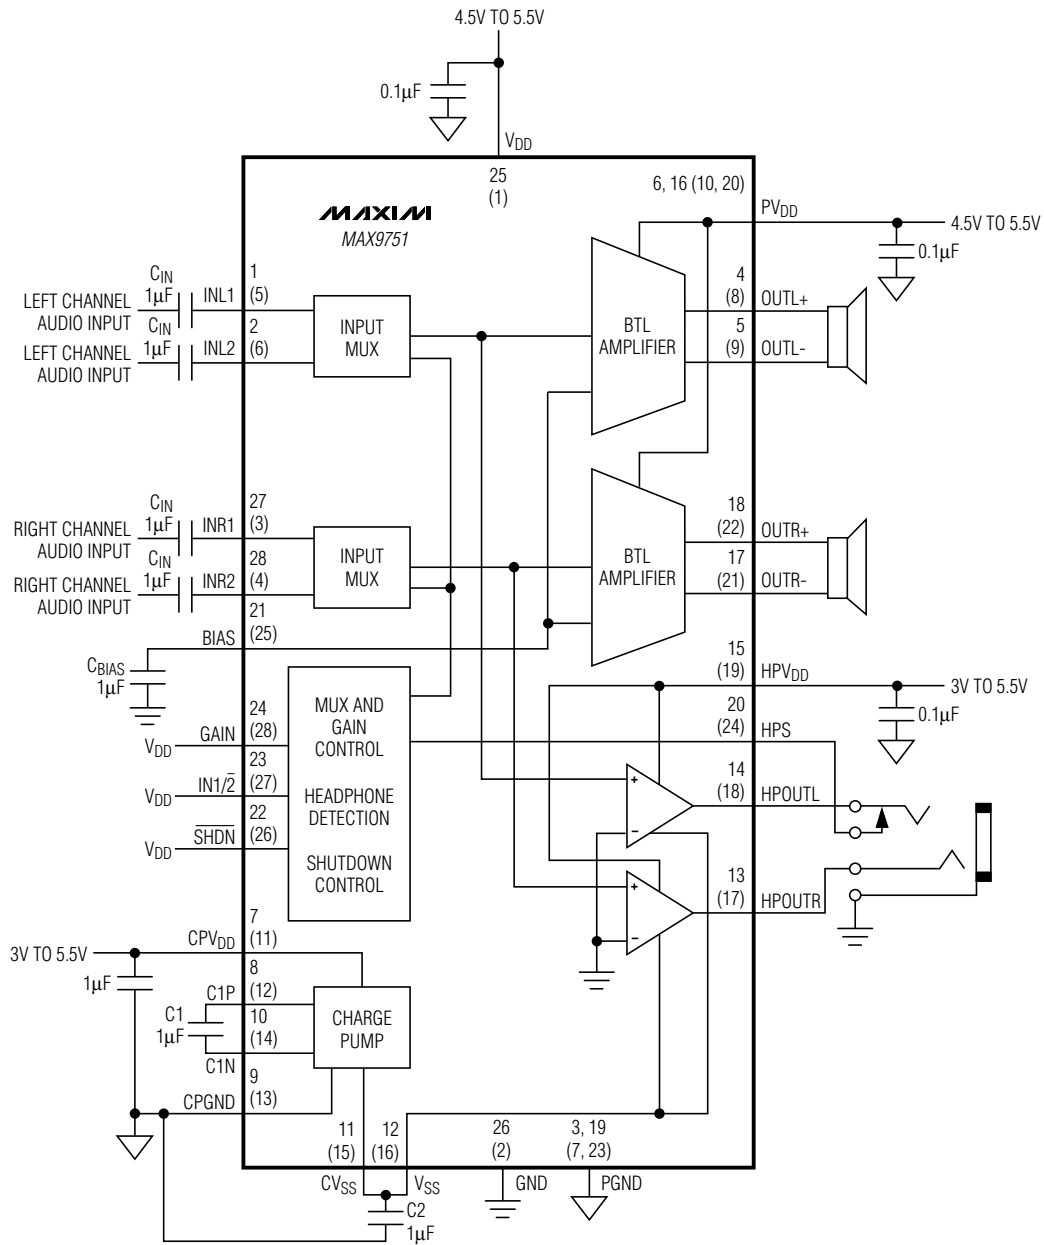 4.5V TO 5.5V
0.1µF
VDD
25
(1)
6, 16 (10, 20)
PVDD
4.5V TO 5.5V
0.1µF
MAXIM
MAX9751
CIN
1µF
LEFT CHANNEL
AUDIO INPUT
INL1
1
(5)
CIN
1µF
LEFT CHANNEL
AUDIO INPUT
INL2
2
(6)
INPUT
MUX
BTL
AMPLIFIER
4
(8)
OUTL+
5
(9)
OUTL-
CIN
1µF
RIGHT CHANNEL
AUDIO INPUT
INR1
27
(3)
CIN
1µF
RIGHT CHANNEL
AUDIO INPUT
INR2
28
(4)
INPUT
MUX
BTL
AMPLIFIER
18
(22)
OUTR+
17
(21)
OUTR-
21
(25)
BIAS
CBIAS
1µF
15
(19)
HPVDD
3V TO 5.5V
0.1µF
MUX AND
GAIN
CONTROL
HEADPHONE
DETECTION
SHUTDOWN
CONTROL
24
(28)
VDD
GAIN
23
(27)
VDD
IN1/2̅
22
(26)
VDD
S̅H̅D̅N̅
20
(24)
HPS
+
−
14
(18)
HPOUTL
+
−
13
(17)
HPOUTR
7
(11)
3V TO 5.5V
CPVDD
1µF
8
(12)
C1P
C1
1µF
10
(14)
C1N
CHARGE
PUMP
9
(13)
CPGND
11
(15)
12
(16)
26
(2)
3, 19
(7, 23)
CVSS
VSS
GND
PGND
C2
1µF